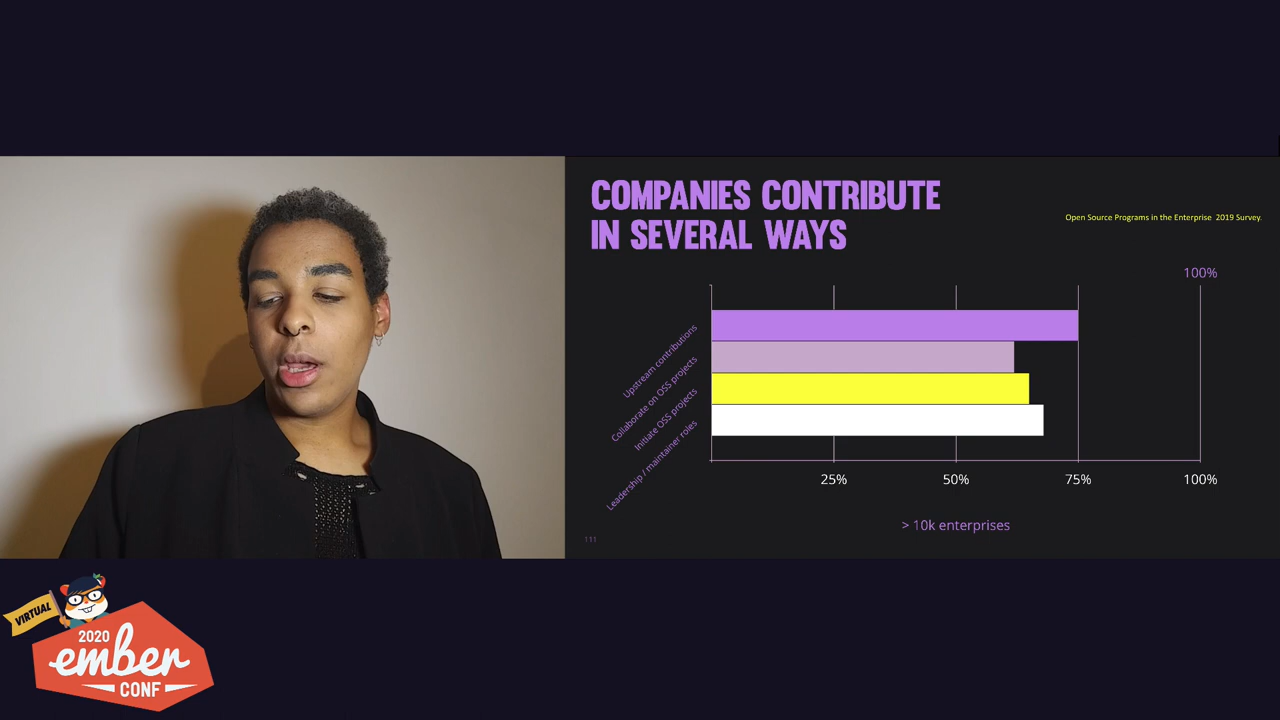 COMPANIES CONTRIBUTE
IN SEVERAL WAYS
Open Source Programs in the Enterprise 2019 Survey.
100%
Upstream contributions
Collaborate on OSS projects
Initiate OSS projects
Leadership / maintainer roles
25%
50%
75%
100%
> 10k enterprises
111
VIRTUAL
2020
ember
CONF